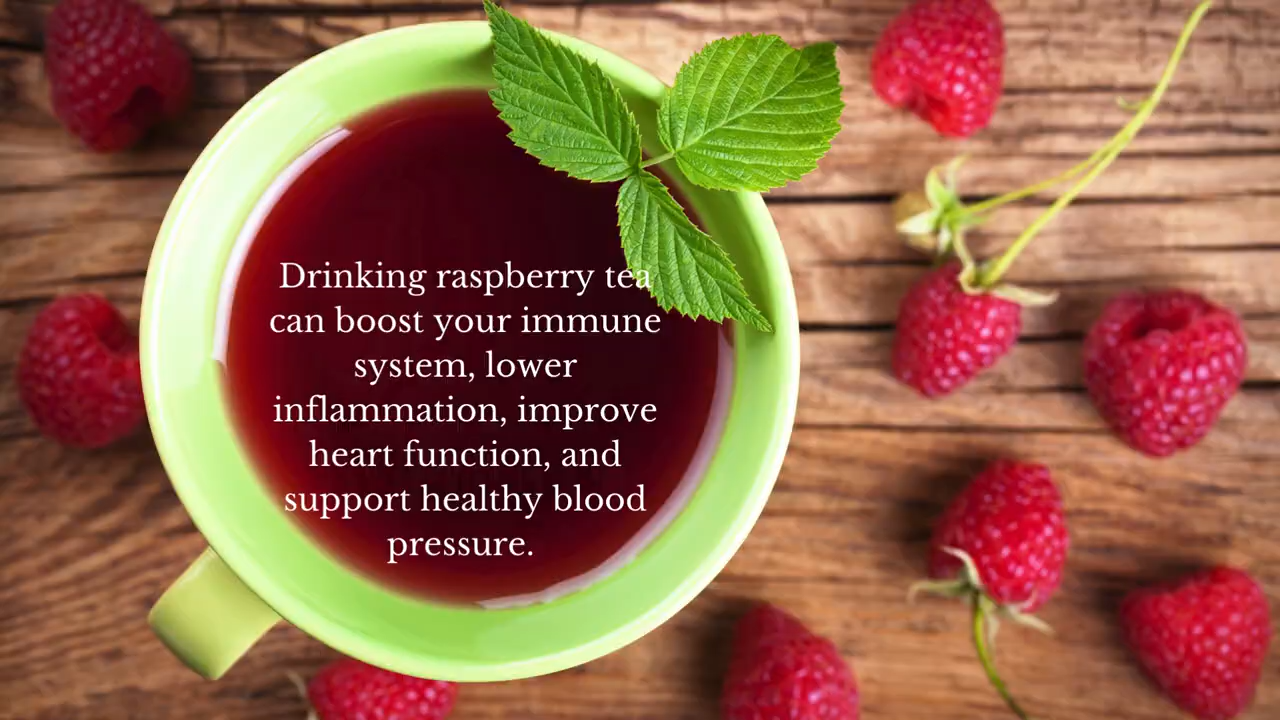 Drinking raspberry tea
can boost your immune
system, lower
inflammation, improve
heart function, and
support healthy blood
pressure.